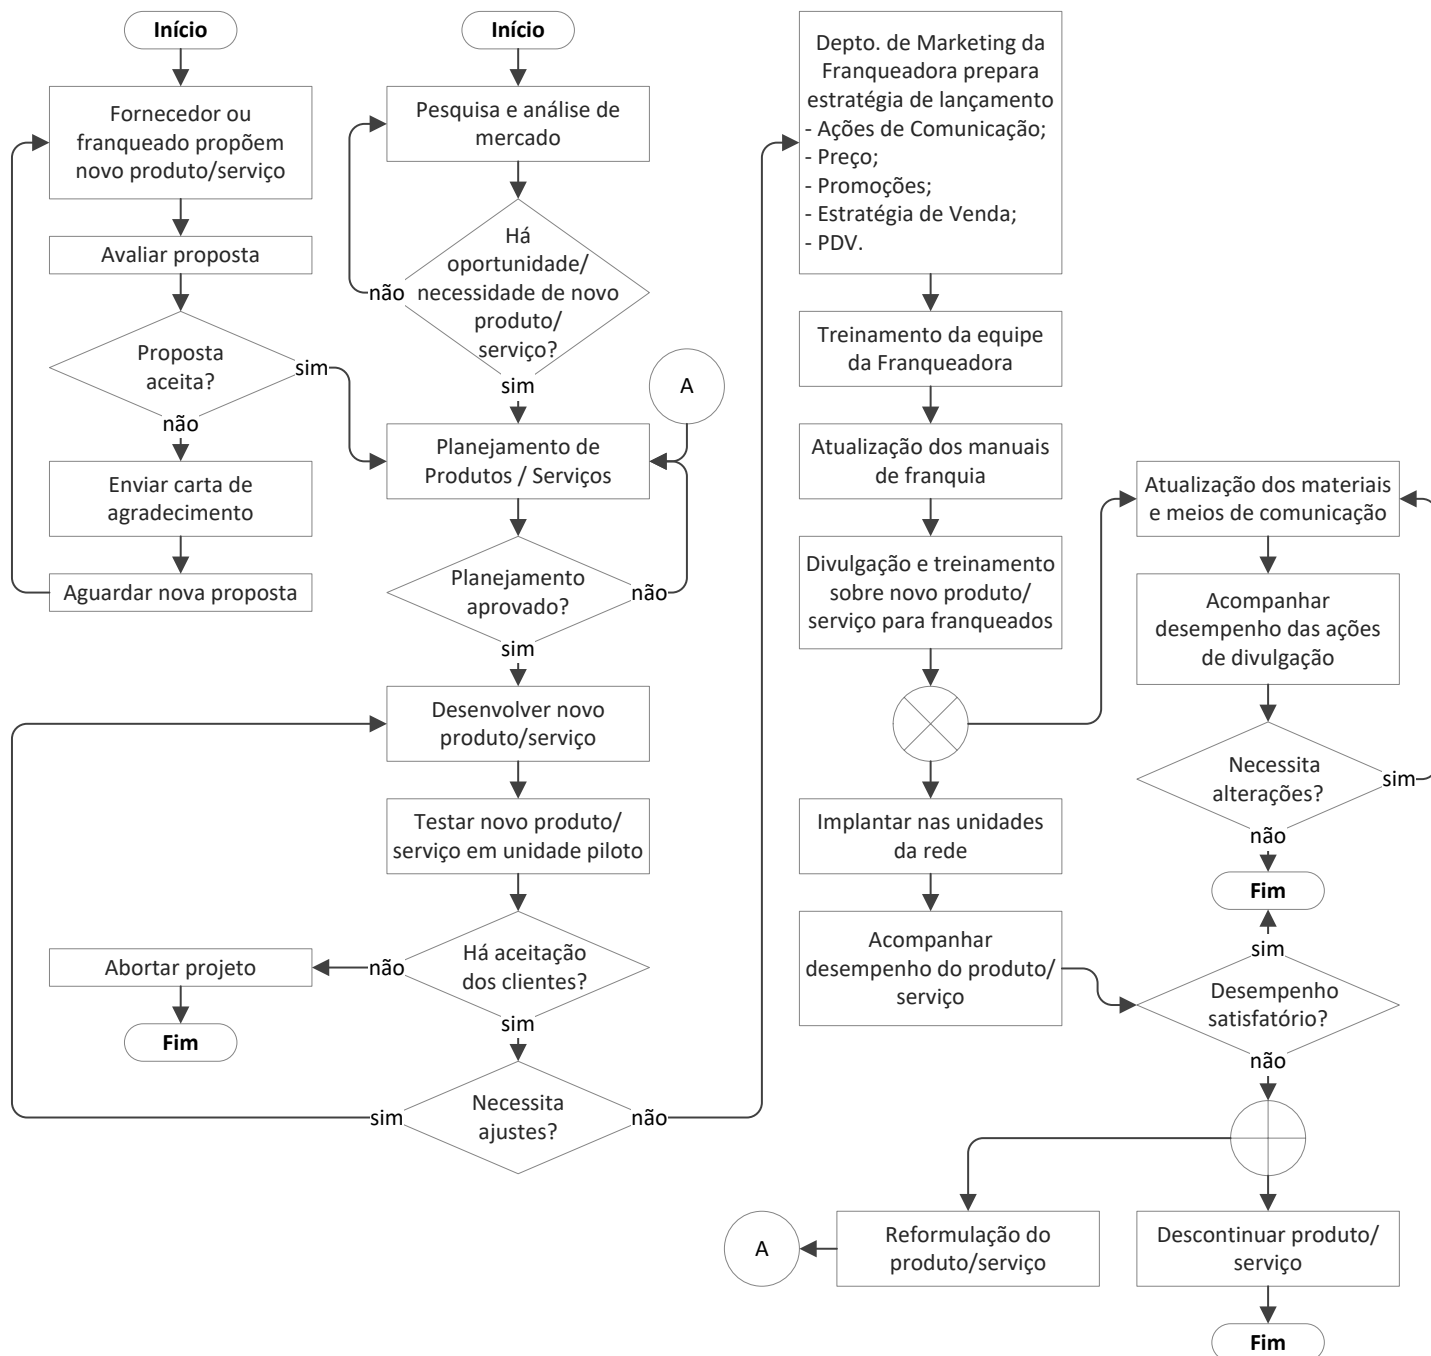 Início
Fornecedor ou
franqueado propõem
novo produto/serviço
Avaliar proposta
Proposta
aceita?
sim
não
Enviar carta de
agradecimento
Aguardar nova proposta
Início
Pesquisa e análise de
mercado
Há
oportunidade/
necessidade de novo
produto/
serviço?
não
sim
A
Planejamento de
Produtos / Serviços
Planejamento
aprovado?
não
sim
Desenvolver novo
produto/serviço
Testar novo produto/
serviço em unidade piloto
Há aceitação
dos clientes?
não
Abortar projeto
Fim
sim
Necessita
ajustes?
sim
não
Depto. de Marketing da
Franqueadora prepara
estratégia de lançamento
- Ações de Comunicação;
- Preço;
- Promoções;
- Estratégia de Venda;
- PDV.
Treinamento da equipe
da Franqueadora
Atualização dos manuais
de franquia
Divulgação e treinamento
sobre novo produto/
serviço para franqueados
Implantar nas unidades
da rede
Acompanhar
desempenho do produto/
serviço
Atualização dos materiais
e meios de comunicação
Acompanhar
desempenho das ações
de divulgação
Necessita
alterações?
sim
não
Fim
sim
Desempenho
satisfatório?
não
Reformulação do
produto/serviço
A
Descontinuar produto/
serviço
Fim